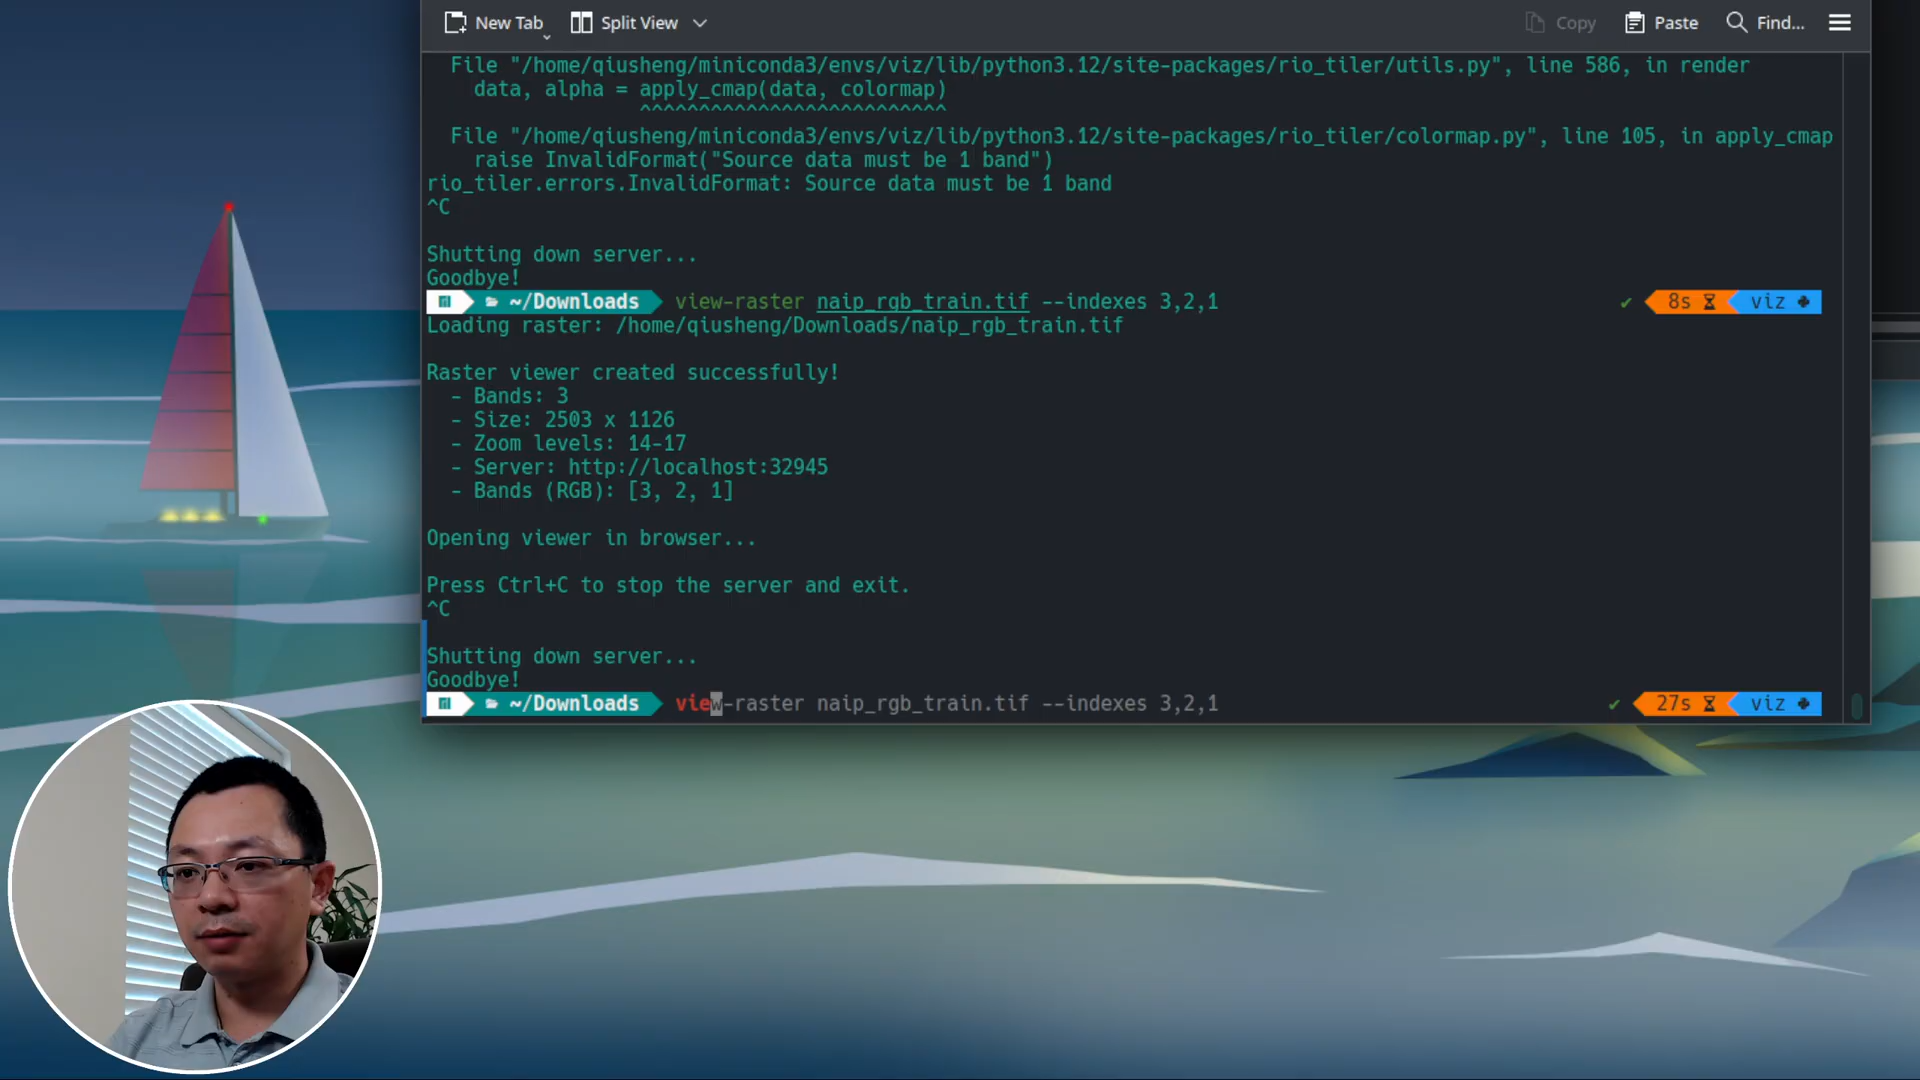 New Tab
Split View
Copy
Paste
Find...
File "/home/qiusheng/miniconda3/envs/viz/lib/python3.12/site-packages/rio_tiler/utils.py", line 586, in render
data, alpha = apply_cmap(data, colormap)
^^^^^^^^^^^^^^^^^^^^^^^^^^
File "/home/qiusheng/miniconda3/envs/viz/lib/python3.12/site-packages/rio_tiler/colormap.py", line 105, in apply_cmap
raise InvalidFormat("Source data must be 1 band")
rio_tiler.errors.InvalidFormat: Source data must be 1 band
^C
Shutting down server...
Goodbye!
~/Downloads view-raster naip_rgb_train.tif --indexes 3,2,1 ✔ 8s viz
Loading raster: /home/qiusheng/Downloads/naip_rgb_train.tif
Raster viewer created successfully!
- Bands: 3
- Size: 2503 x 1126
- Zoom levels: 14-17
- Server: http://localhost:32945
- Bands (RGB): [3, 2, 1]
Opening viewer in browser...
Press Ctrl+C to stop the server and exit.
^C
Shutting down server...
Goodbye!
~/Downloads view-raster naip_rgb_train.tif --indexes 3,2,1 ✔ 27s viz